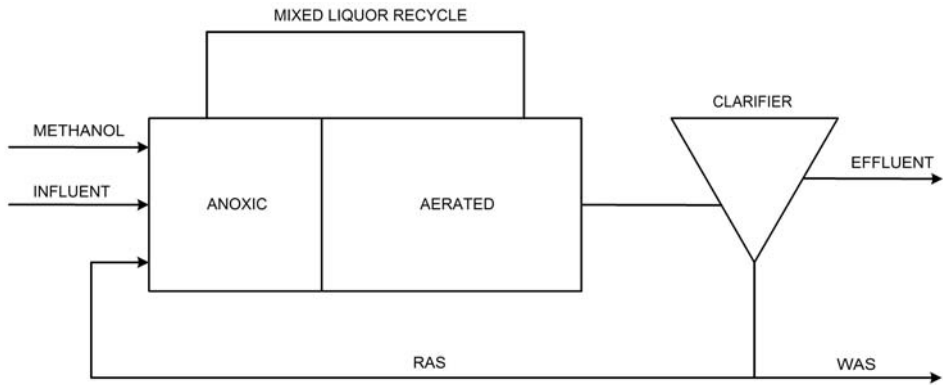 MIXED LIQUOR RECYCLE
CLARIFIER
METHANOL
EFFLUENT
INFLUENT
ANOXIC
AERATED
RAS
WAS